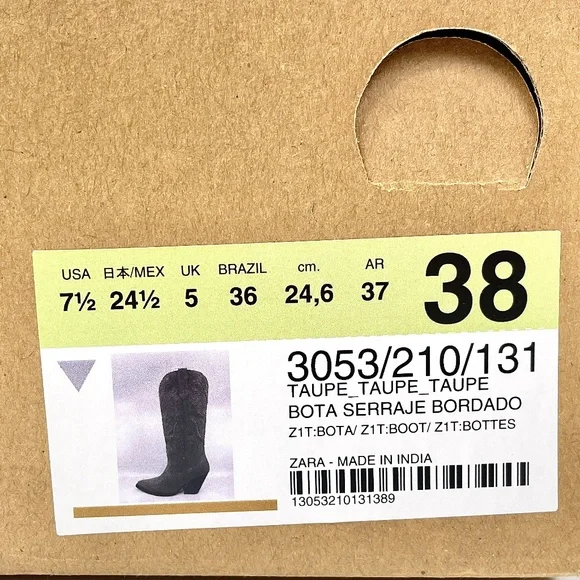 USA 日本/MEX UK BRAZIL cm. AR
7½ 24½ 5 36 24,6 37
38
3053/210/131
TAUPE_TAUPE_TAUPE
BOTA SERRAJE BORDADO
Z1T:BOTA/ Z1T:BOOT/ Z1T:BOTTES
ZARA - MADE IN INDIA
13053210131389